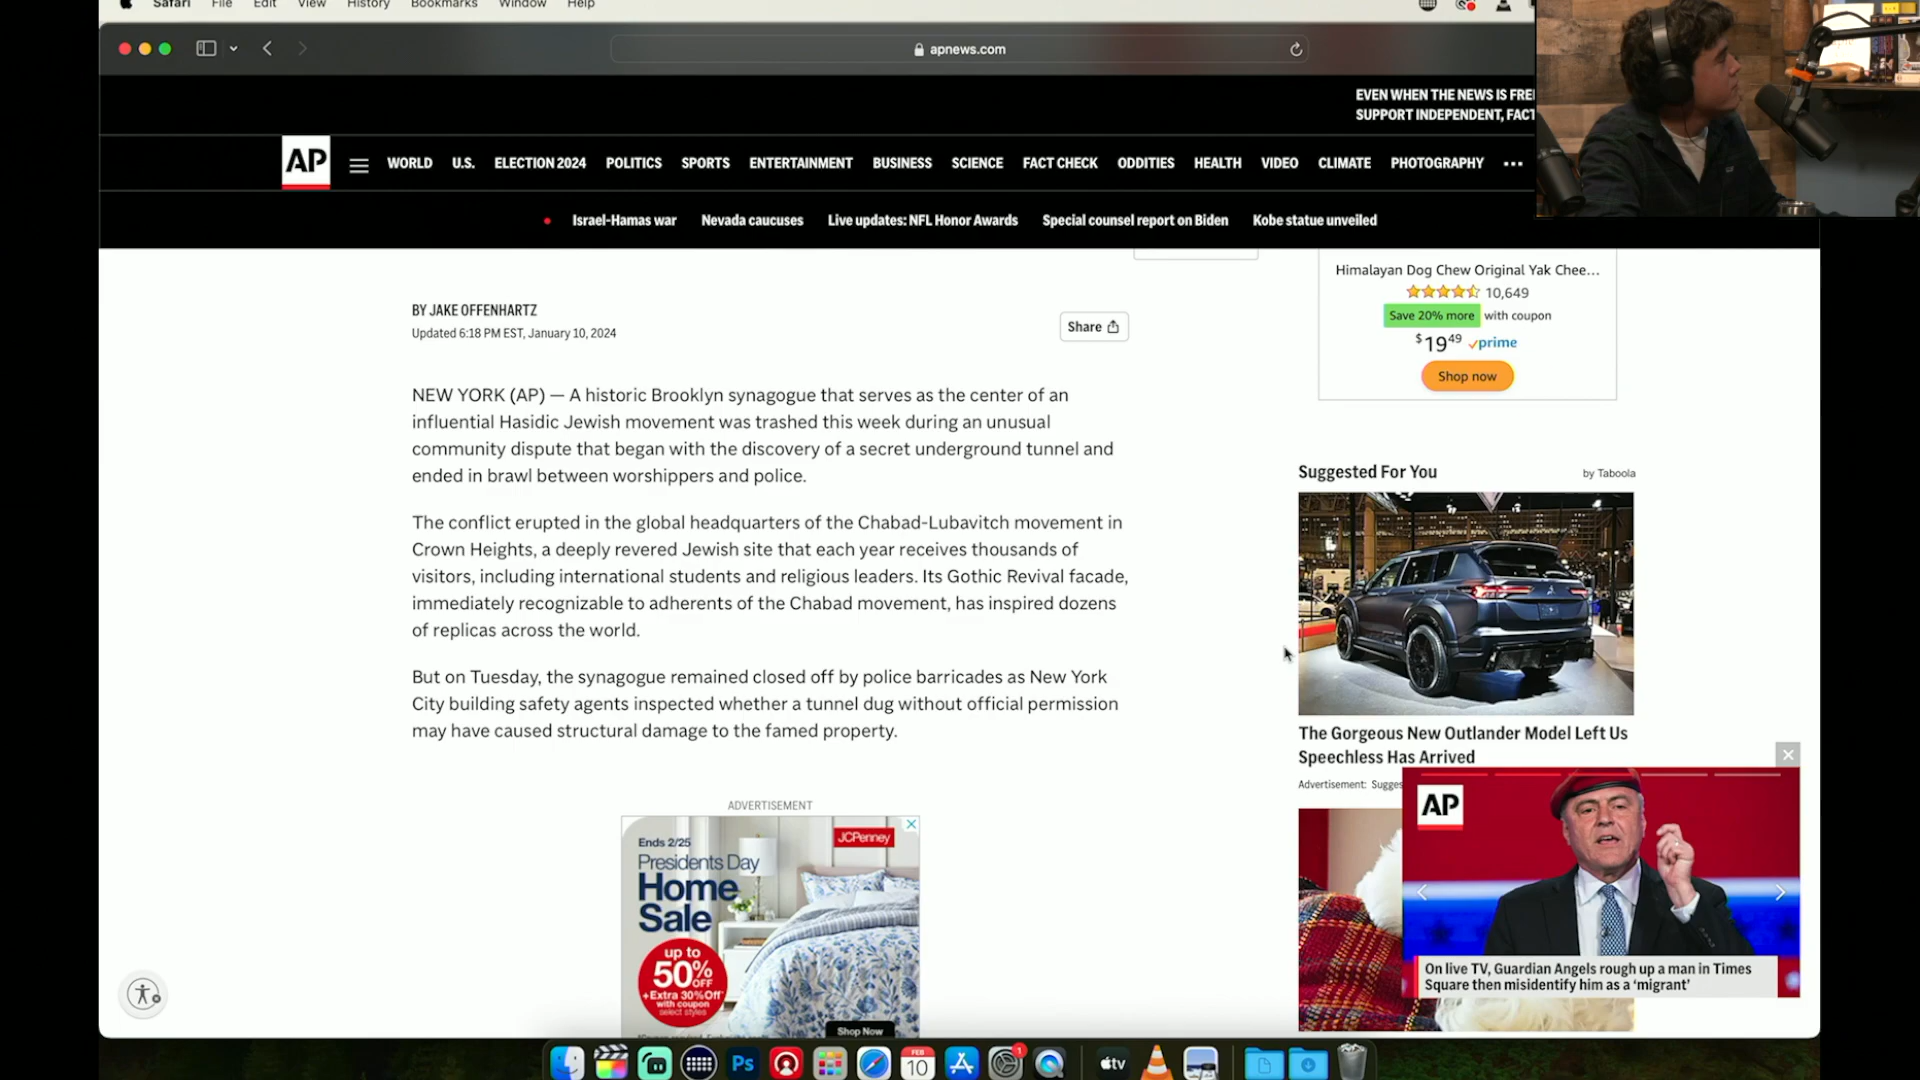 Safari File Edit View History Bookmarks Window Help
apnews.com
EVEN WHEN THE NEWS IS
SUPPORT INDEPENDENT,
AP WORLD U.S. ELECTION 2024 POLITICS SPORTS ENTERTAINMENT BUSINESS SCIENCE FACT CHECK ODDITIES HEALTH VIDEO CLIMATE PHOTOGRAPHY ...
Israel-Hamas war Nevada caucuses Live updates: NFL Honor Awards Special counsel report on Biden Kobe statue unveiled
BY JAKE OFFENHARTZ
Updated 6:18 PM EST, January 10, 2024
Share
NEW YORK (AP) — A historic Brooklyn synagogue that serves as the center of an
influential Hasidic Jewish movement was trashed this week during an unusual
community dispute that began with the discovery of a secret underground tunnel and
ended in brawl between worshippers and police.
The conflict erupted in the global headquarters of the Chabad-Lubavitch movement in
Crown Heights, a deeply revered Jewish site that each year receives thousands of
visitors, including international students and religious leaders. Its Gothic Revival facade,
immediately recognizable to adherents of the Chabad movement, has inspired dozens
of replicas across the world.
But on Tuesday, the synagogue remained closed off by police barricades as New York
City building safety agents inspected whether a tunnel dug without official permission
may have caused structural damage to the famed property.
ADVERTISEMENT
Ends 2/25
JCPenney
Presidents Day
Home
Sale
up to
50% OFF
+Extra 30% Off*
with coupon
select styles
Shop Now
Himalayan Dog Chew Original Yak Chee...
10,649
Save 20% more with coupon
$19.49 prime
Shop now
Suggested For You
by Taboola
The Gorgeous New Outlander Model Left Us
Speechless Has Arrived
Advertisement:
AP
On live TV, Guardian Angels rough up a man in Times
Square then misidentify him as a ‘migrant’
Ps
FEB
10
1
tv